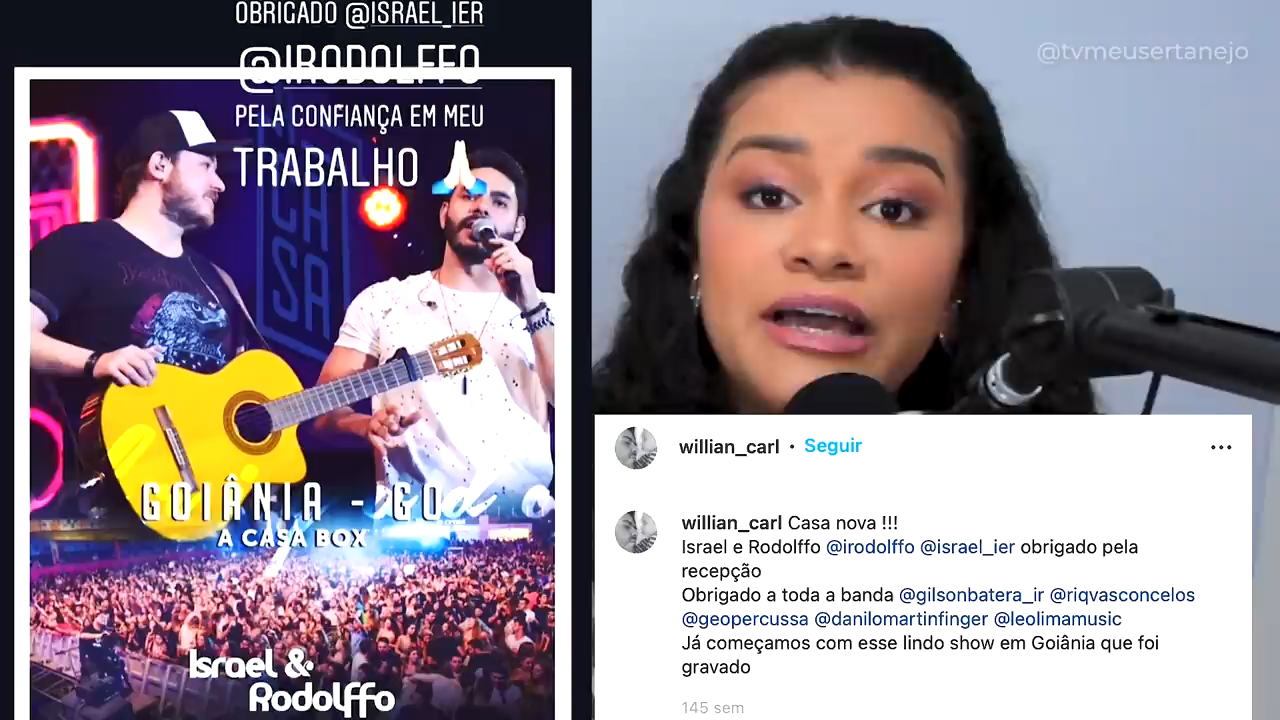 OBRIGADO @ISRAEL_IER
@IRODOLFFO
PELA CONFIANÇA EM MEU
TRABALHO
CASA
GOIÂNIA - GO
A CASA BOX
Israel &
Rodolffo
@tvmeusertanejo
willian_carl • Seguir
willian_carl Casa nova !!!
Israel e Rodolffo @irodolffo @israel_ier obrigado pela
recepção
Obrigado a toda a banda @gilsonbatera_ir @riqvasconcelos
@geopercussa @danilomartinfinger @leolimamusic
Já começamos com esse lindo show em Goiânia que foi
gravado
145 sem